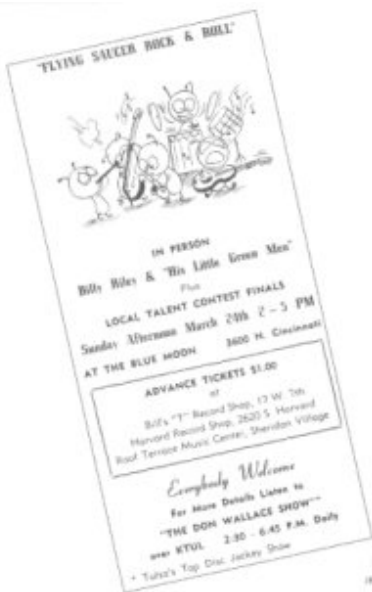 "FLYING SAUCER ROCK & ROLL"
IN PERSON
Billy Riley & "His Little Green Men"
Plus
LOCAL TALENT CONTEST FINALS
Sunday Afternoon March 24th 2 - 5 PM
AT THE BLUE MOON 3600 N. Cincinnati
ADVANCE TICKETS $1.00
at
Bill's "T" Record Shop, 17 W. 7th
Harvard Record Shop, 2620 S. Harvard
Roof Terrace Music Center, Sheridan Village
Everybody Welcome
For More Details Listen to
"THE DON WALLACE SHOW"*
over KTUL 2:30 - 6:45 P.M. Daily
* Tulsa's Top Disc Jockey Show